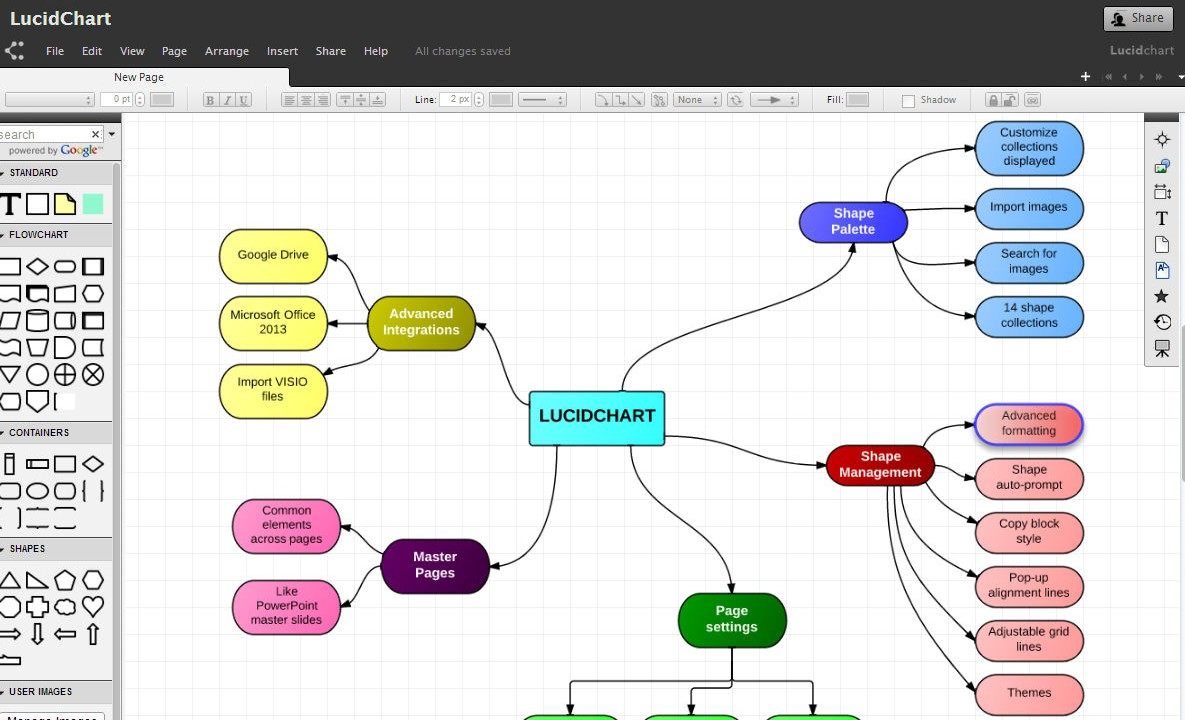 LucidChart
Share
File Edit View Page Arrange Insert Share Help All changes saved
Lucidchart
New Page
0 pt B I U Line: 2 px None Fill: Shadow
search
powered by Google™
STANDARD
T
FLOWCHART
CONTAINERS
SHAPES
USER IMAGES
Manage Images
T
A
Customize
collections
displayed
Import images
Search for
images
14 shape
collections
Shape
Palette
Google Drive
Microsoft Office
2013
Import VISIO
files
Advanced
Integrations
LUCIDCHART
Advanced
formatting
Shape
auto-prompt
Copy block
style
Pop-up
alignment lines
Adjustable grid
lines
Themes
Shape
Management
Common
elements
across pages
Like
PowerPoint
master slides
Master
Pages
Page
settings